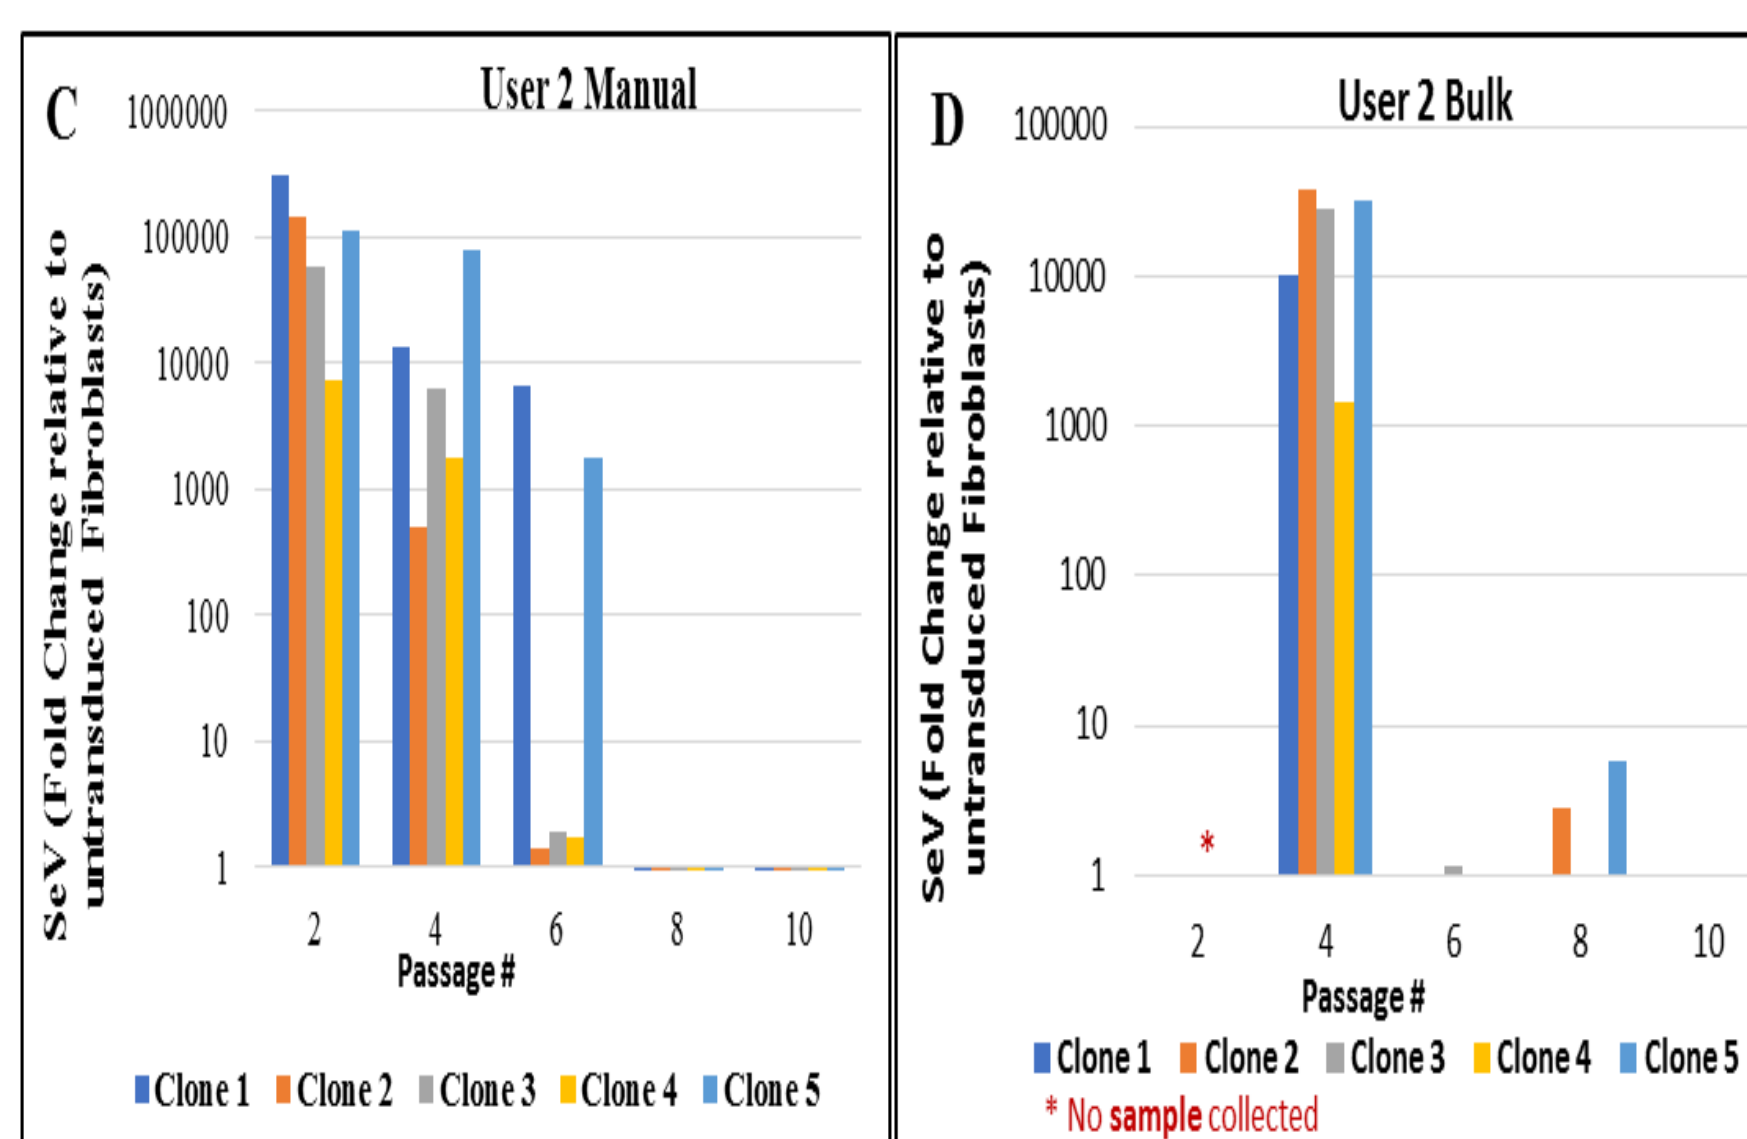 C
User 2 Manual
1000000
100000
10000
1000
100
10
1
SeV (Fold Change relative to
untransduced Fibroblasts)
2 4 6 8 10
Passage #
Clone 1 Clone 2 Clone 3 Clone 4 Clone 5
D
User 2 Bulk
100000
10000
1000
100
10
1
SeV (Fold Change relative to
untransduced Fibroblasts)
*
2 4 6 8 10
Passage #
Clone 1 Clone 2 Clone 3 Clone 4 Clone 5
* No sample collected